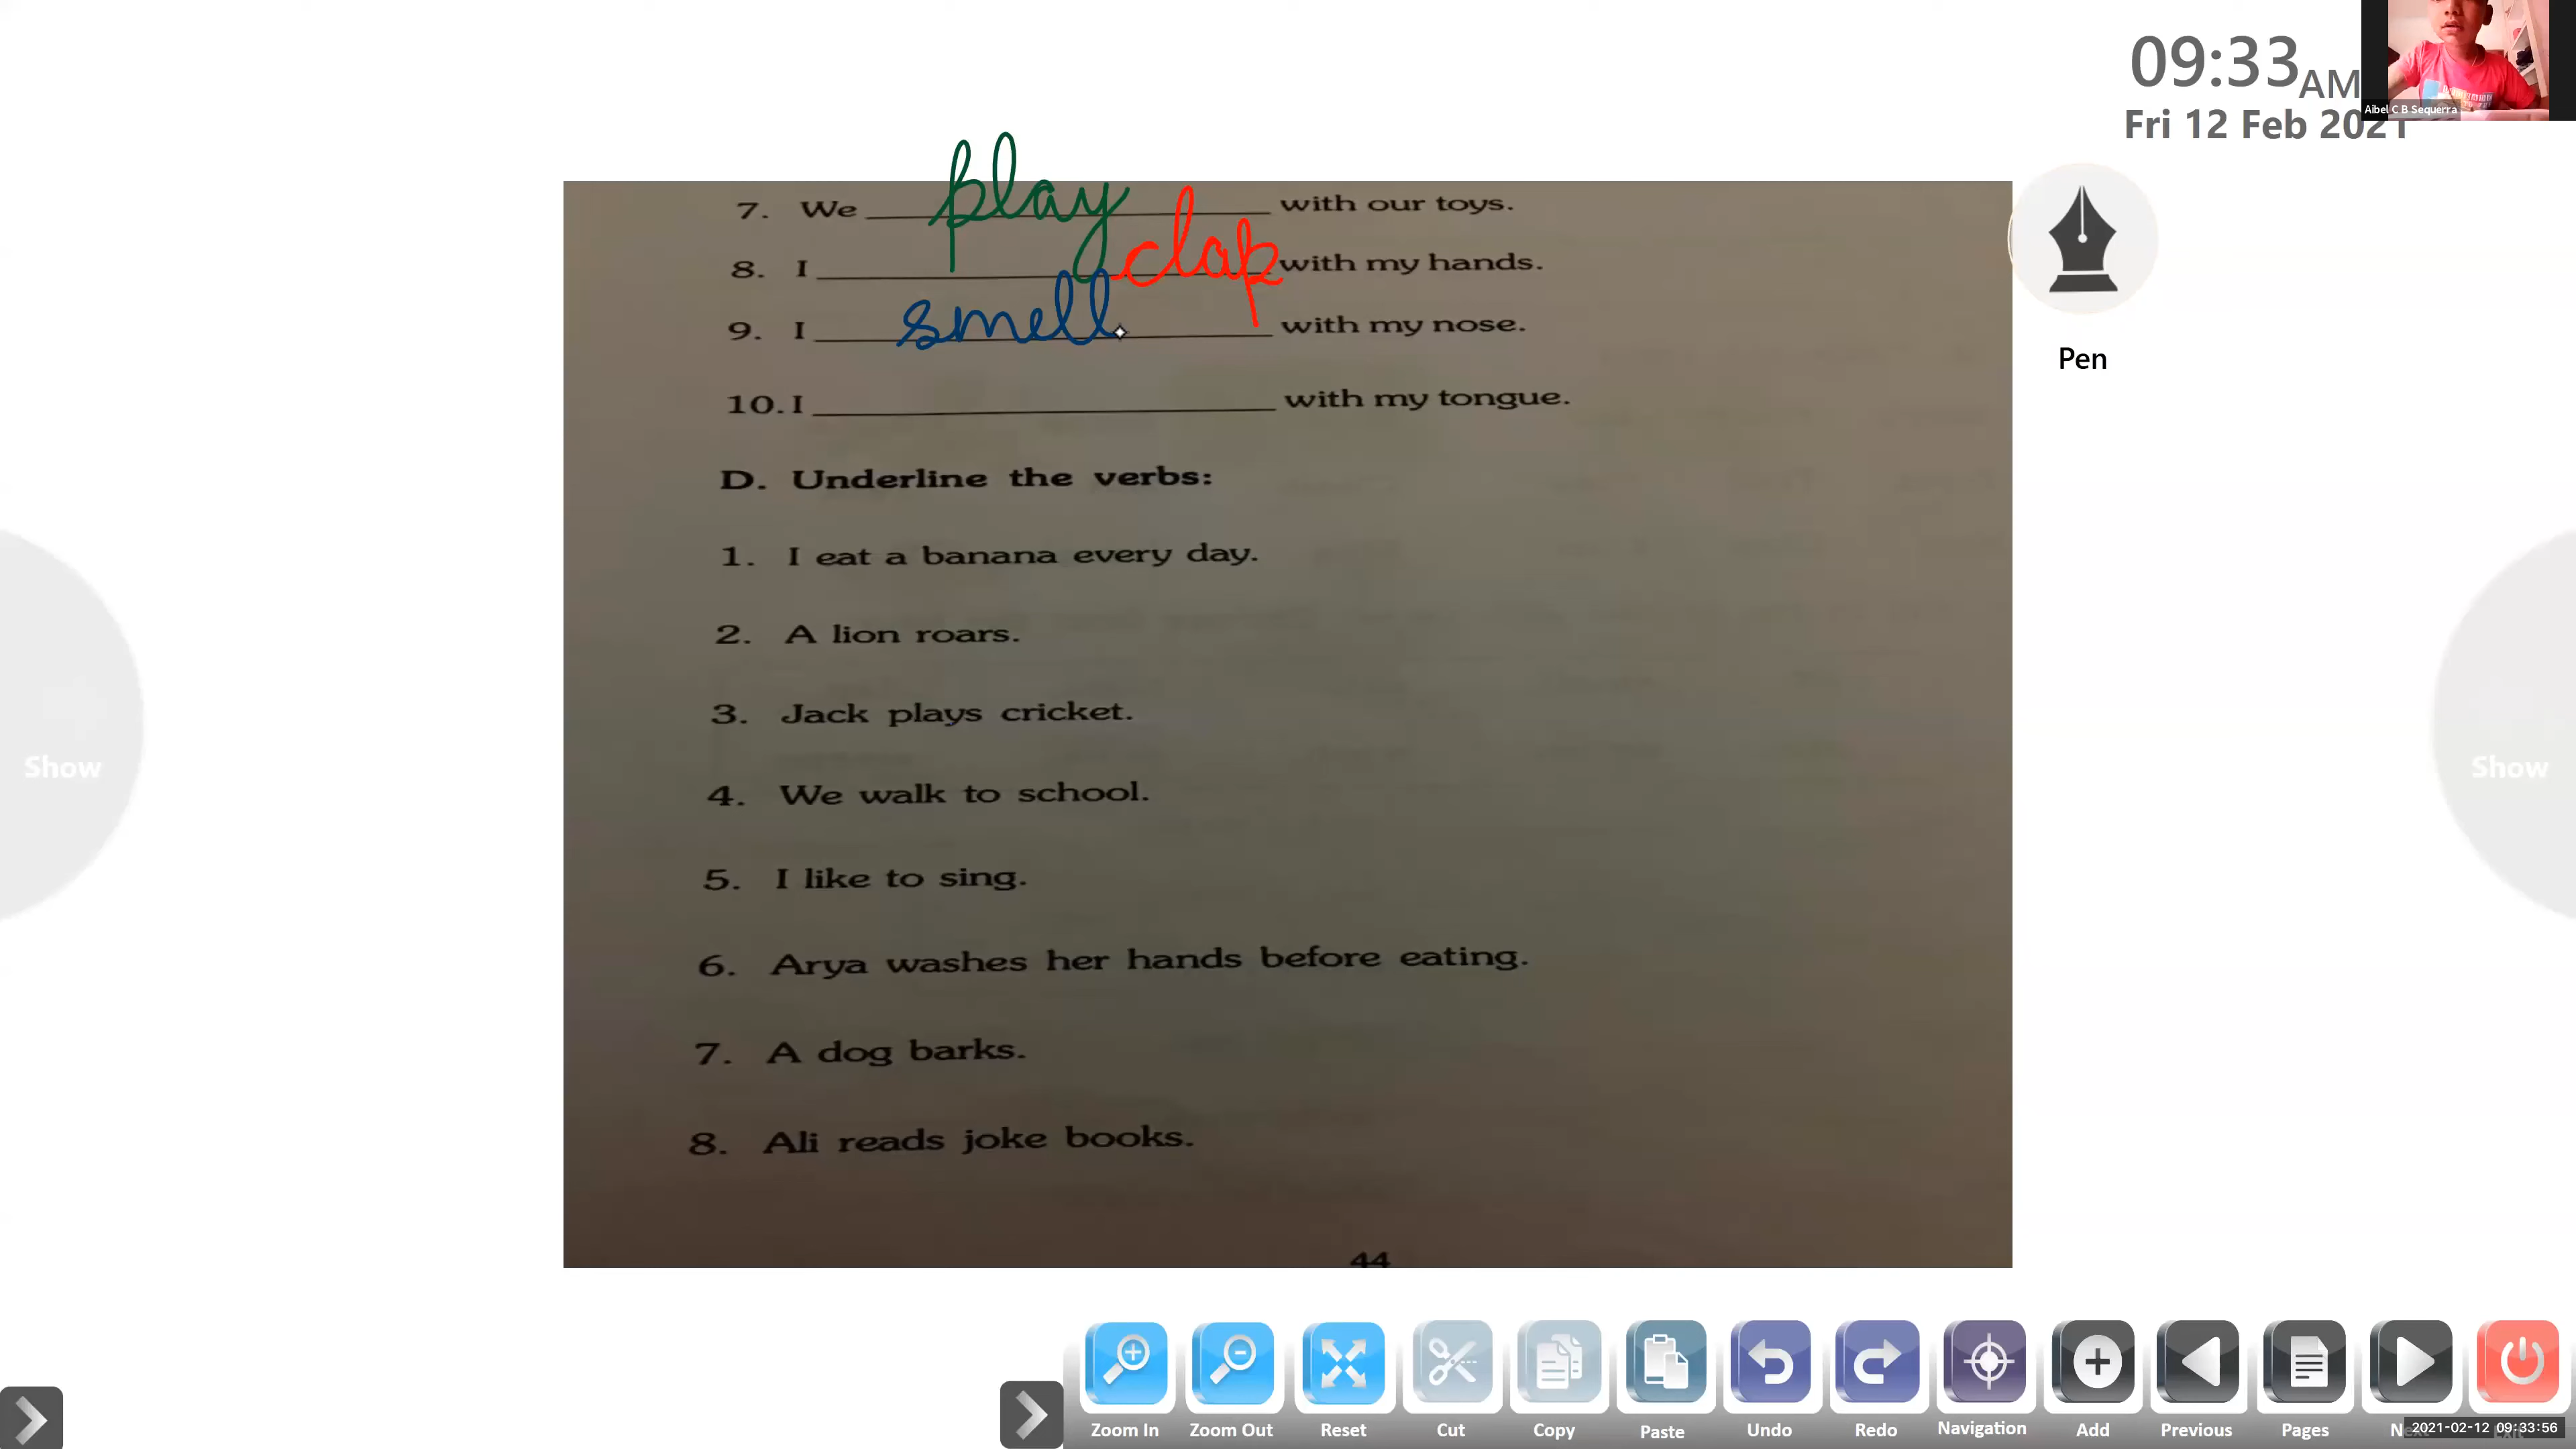 09:33 AM
Fri 12 Feb 2021
Aibel C B Sequerra
7. We play with our toys.
8. I clap with my hands.
9. I smell with my nose.
10. I ____ with my tongue.
D. Underline the verbs:
1. I eat a banana every day.
2. A lion roars.
3. Jack plays cricket.
4. We walk to school.
5. I like to sing.
6. Arya washes her hands before eating.
7. A dog barks.
8. Ali reads joke books.
44
Pen
Show
Show
Zoom In Zoom Out Reset Cut Copy Paste Undo Redo Navigation Add Previous Pages
2021-02-12 09:33:56